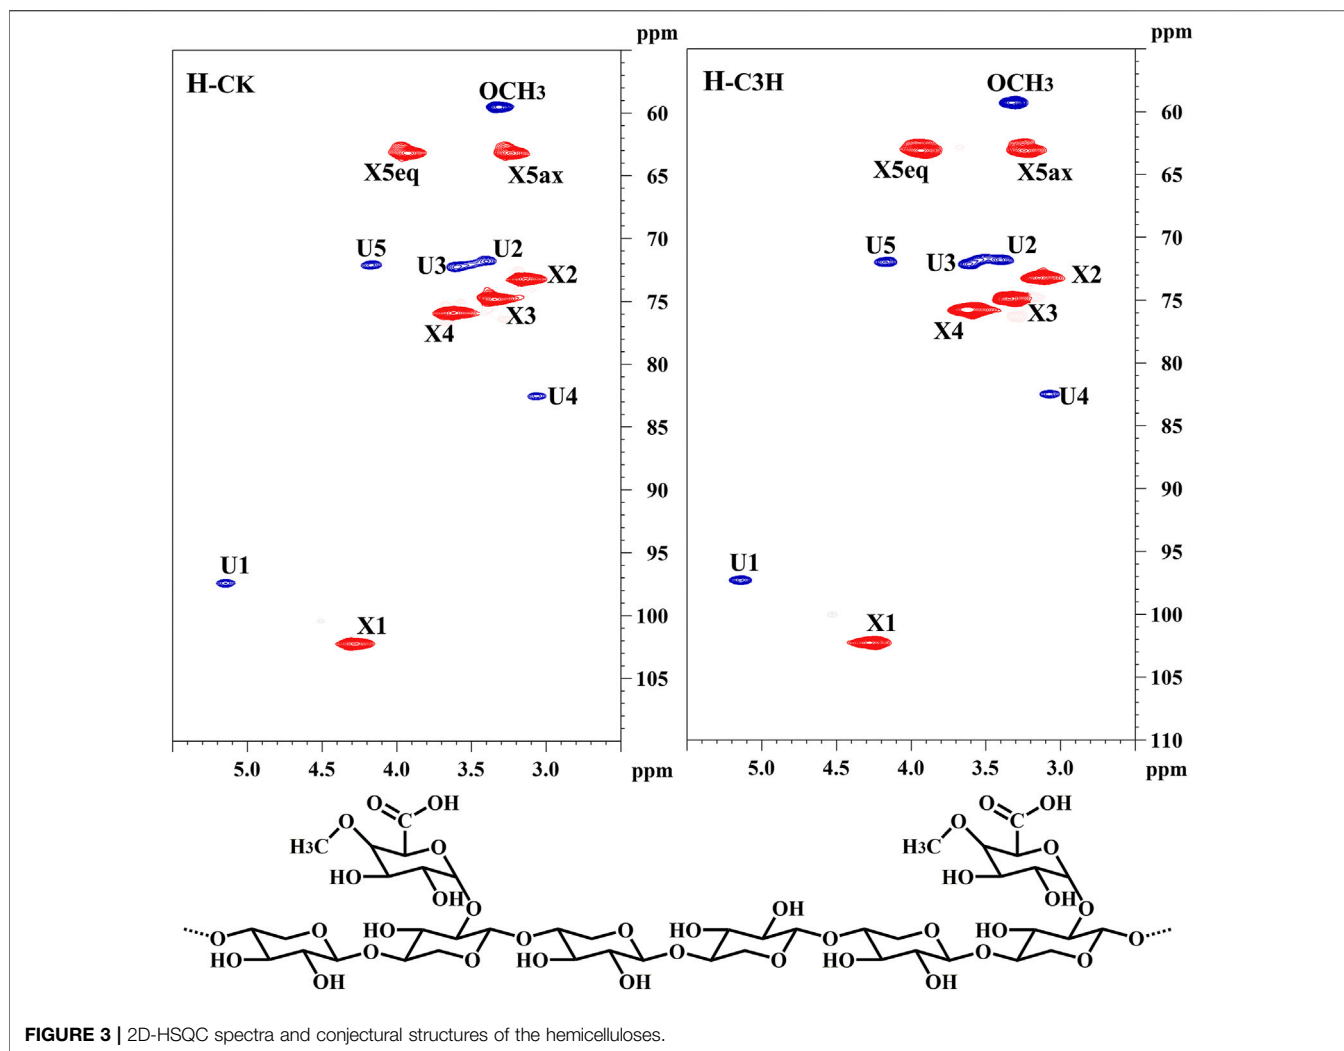 ppm
H-CK
OCH3
60
X5eq
X5ax
65
70
U5
U3
U2
X2
75
X4
X3
80
U4
85
90
95
U1
100
X1
105
5.0 4.5 4.0 3.5 3.0 ppm
ppm
H-C3H
OCH3
60
X5eq
X5ax
65
70
U5
U3
U2
X2
75
X4
X3
80
U4
85
90
95
U1
100
X1
105
110
5.0 4.5 4.0 3.5 3.0 ppm
O OH O OH
O C O C
H3C O H3C O
HO HO
OH O OH O
HO O HO OH HO O
O O O O
HO O O HO O O HO O O
OH OH OH
FIGURE 3 | 2D-HSQC spectra and conjectural structures of the hemicelluloses.